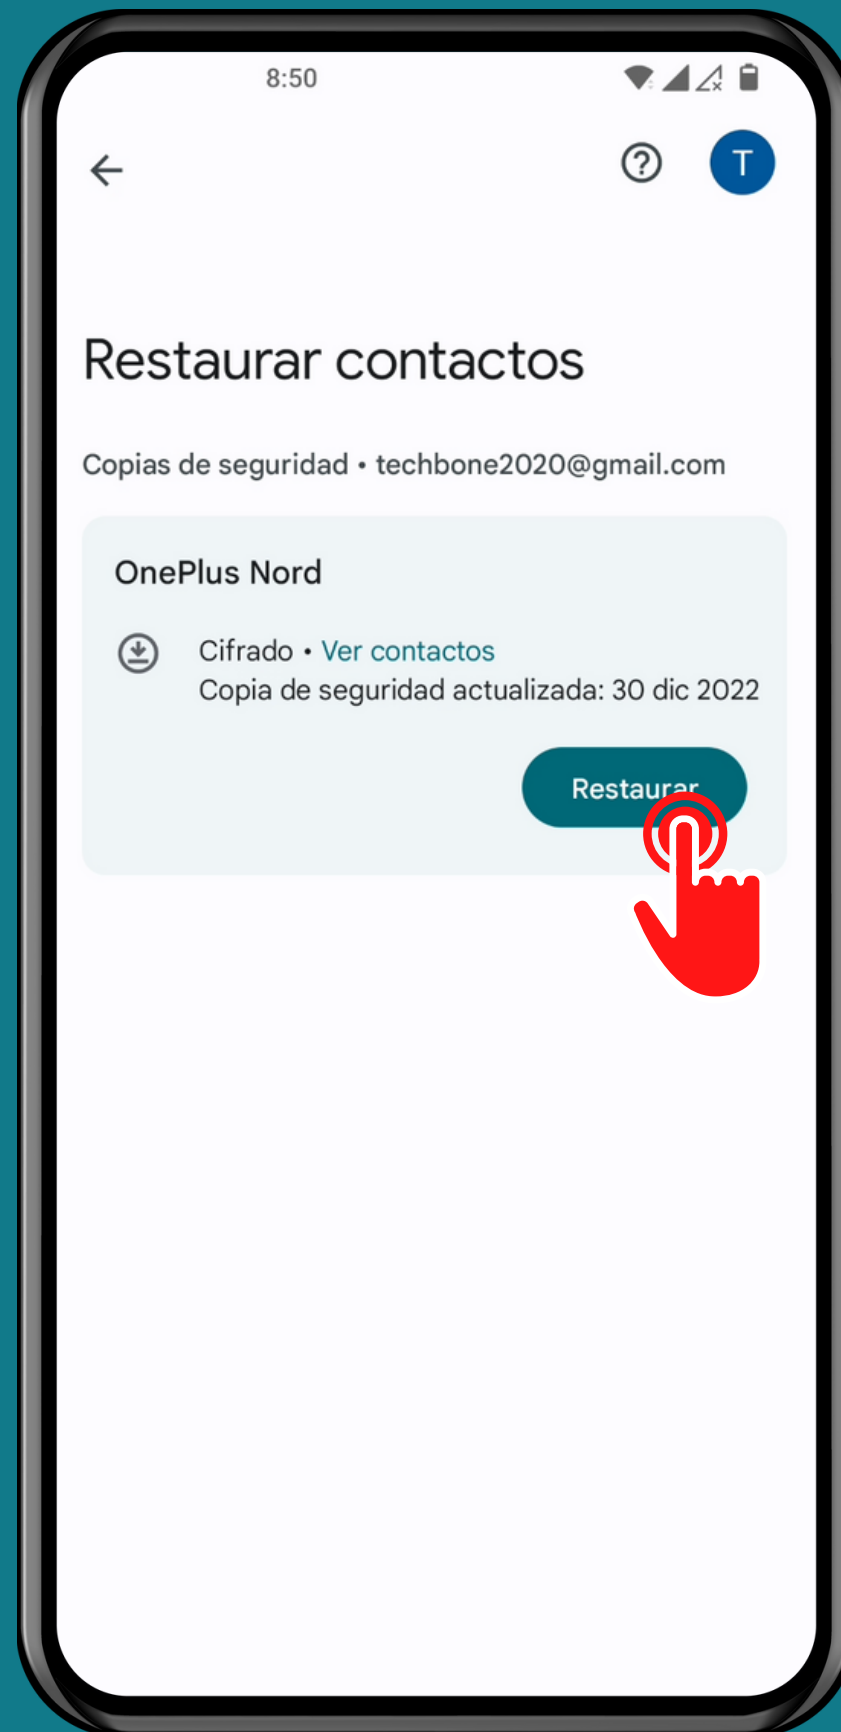 8:50
T
Restaurar contactos
Copias de seguridad • techbone2020@gmail.com
OnePlus Nord
Cifrado • Ver contactos
Copia de seguridad actualizada: 30 dic 2022
Restaurar